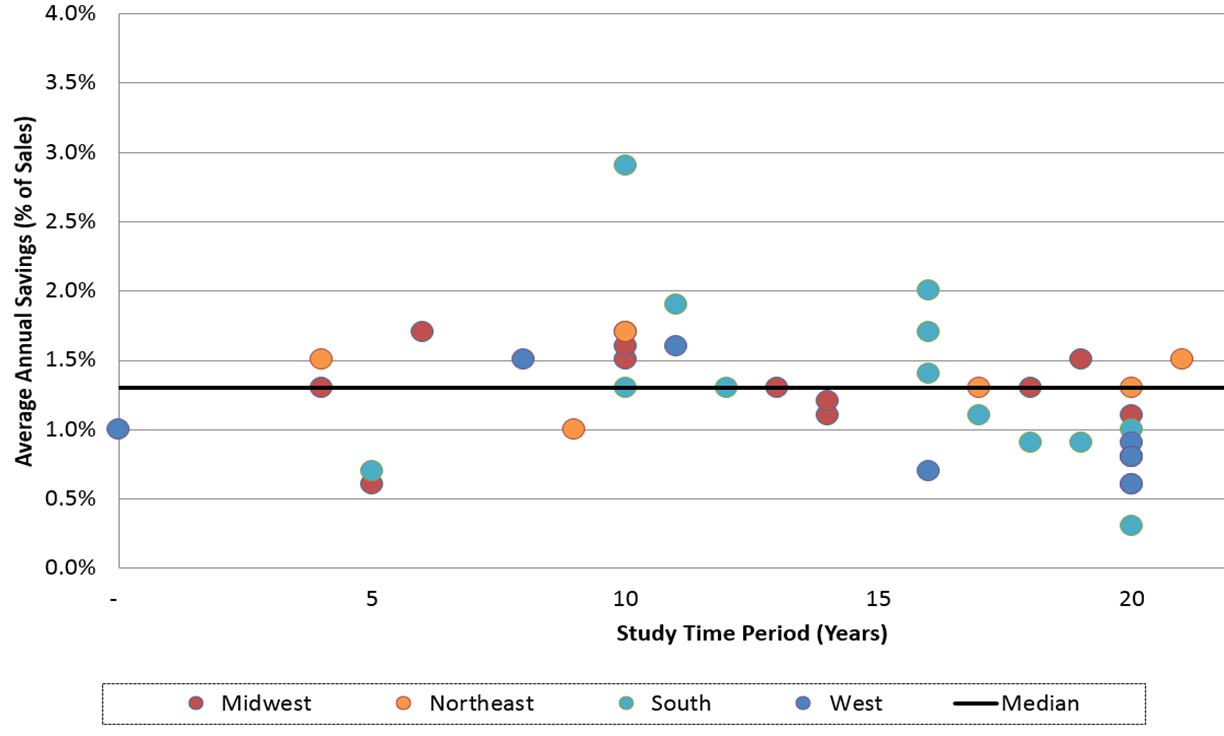 4.0%
3.5%
3.0%
2.5%
2.0%
1.5%
1.0%
0.5%
0.0%
Average Annual Savings (% of Sales)
- 5 10 15 20
Study Time Period (Years)
Midwest Northeast South West Median